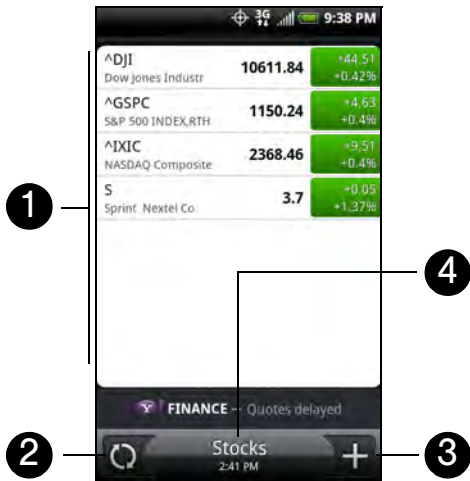 3G 9:38 PM
^DJI
Dow Jones Industr
10611.84
+44.51
+0.42%
^GSPC
S&P 500 INDEX,RTH
1150.24
+4.63
+0.4%
^IXIC
NASDAQ Composite
2368.46
+9.51
+0.4%
S
Sprint Nextel Co
3.7
+0.05
+1.37%
1
4
Y! FINANCE -- Quotes delayed
2
Stocks
2:41 PM
3